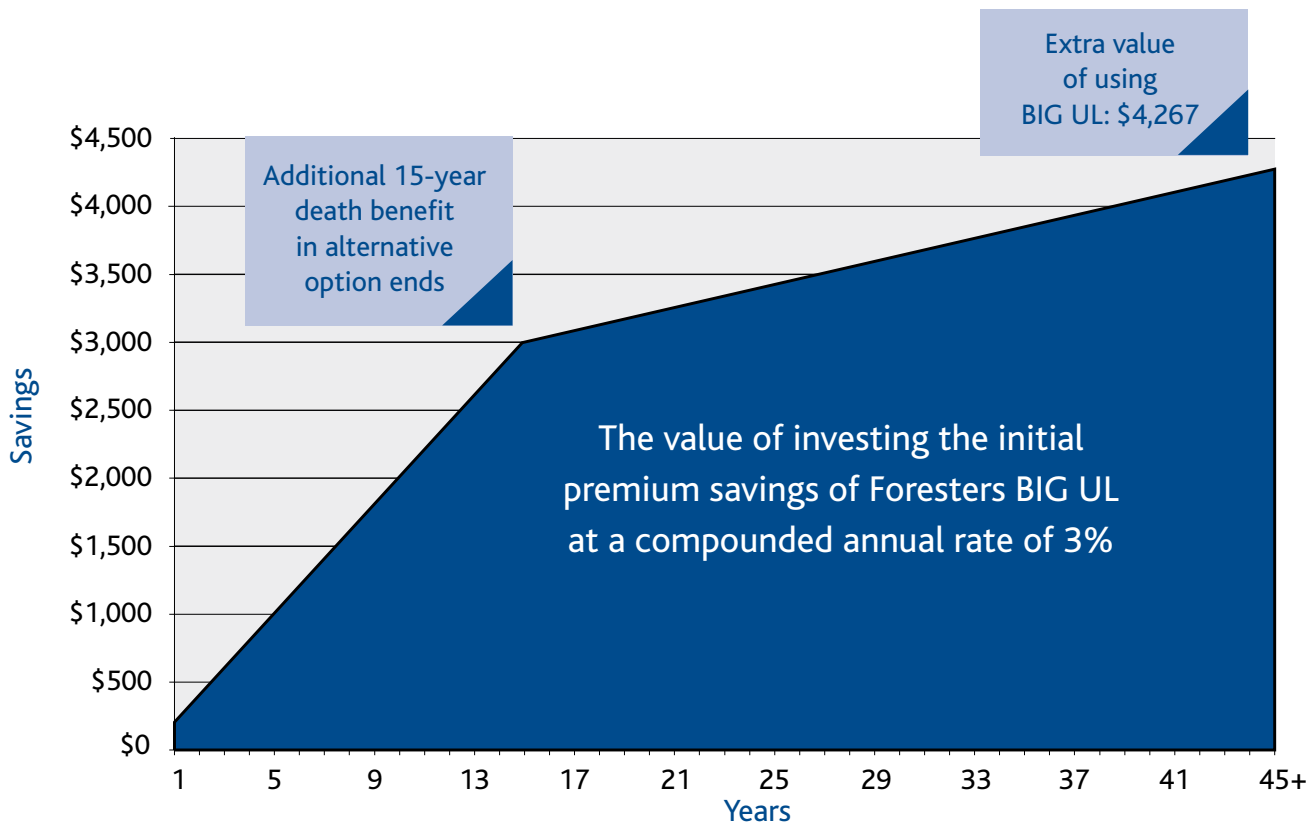 Extra value
of using
BIG UL: $4,267
Additional 15-year
death benefit
in alternative
option ends
$4,500
$4,000
$3,500
$3,000
$2,500
$2,000
$1,500
$1,000
$500
$0
Savings
The value of investing the initial
premium savings of Foresters BIG UL
at a compounded annual rate of 3%
1 5 9 13 17 21 25 29 33 37 41 45+
Years